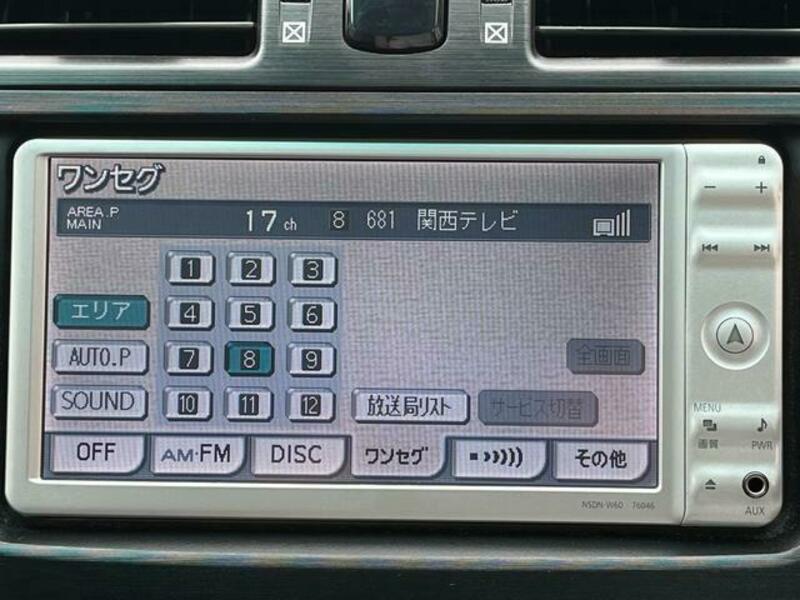 ワンセグ
AREA.P
MAIN
17ch 8 681 関西テレビ
1 2 3
エリア 4 5 6
AUTO.P 7 8 9 全画面
SOUND 10 11 12 放送局リスト サービス切替
OFF AM・FM DISC ワンセグ その他
MENU
画質 PWR
AUX
NSDN-W60 76046